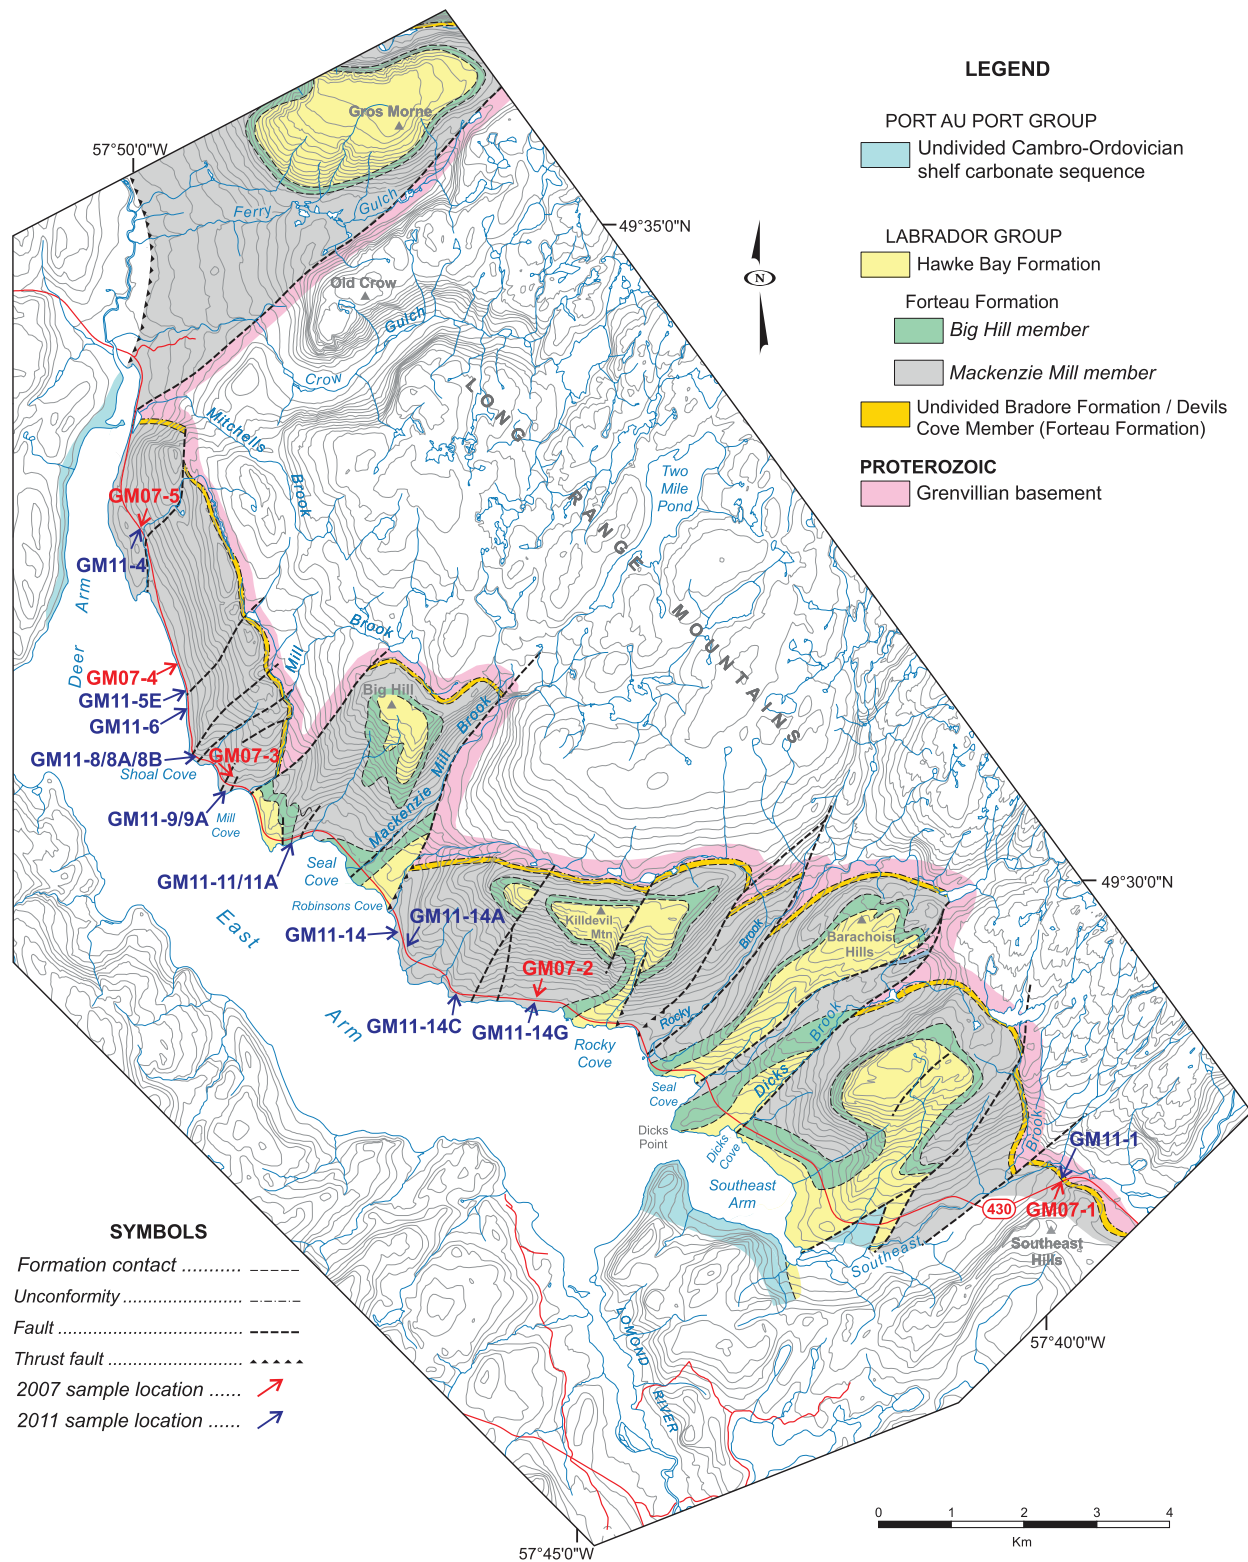 LEGEND
PORT AU PORT GROUP
Undivided Cambro-Ordovician
shelf carbonate sequence
LABRADOR GROUP
Hawke Bay Formation
Forteau Formation
Big Hill member
Mackenzie Mill member
Undivided Bradore Formation / Devils
Cove Member (Forteau Formation)
PROTEROZOIC
Grenvillian basement
N
57°50'0"W
49°35'0"N
49°30'0"N
57°40'0"W
57°45'0"W
Gros Morne
Ferry Gulch
Old Crow
Crow Gulch
LONG RANGE MOUNTAINS
Mitchells Brook
Two
Mile
Pond
GM07-5
GM11-4
Deer Arm
Mill Brook
GM07-4
GM11-5E
GM11-6
GM11-8/8A/8B
Shoal Cove
GM07-3
GM11-9/9A
Mill
Cove
Big Hill
Mackenzie Mill Brook
GM11-11/11A
Seal
Cove
Robinsons Cove
East Arm
GM11-14
GM11-14A
GM11-14C
GM07-2
GM11-14G
Killdevil
Mtn
Rocky
Cove
Rocky Brook
Barachois
Hills
Seal
Cove
Dicks Brook
Dicks
Point
Dicks
Cove
Southeast
Arm
Southeast Brook
GM11-1
430
GM07-1
Southeast
Hills
LOMOND RIVER
SYMBOLS
Formation contact ...........
Unconformity .......................
Fault .....................................
Thrust fault .........................
2007 sample location ......
2011 sample location ......
0 1 2 3 4
Km